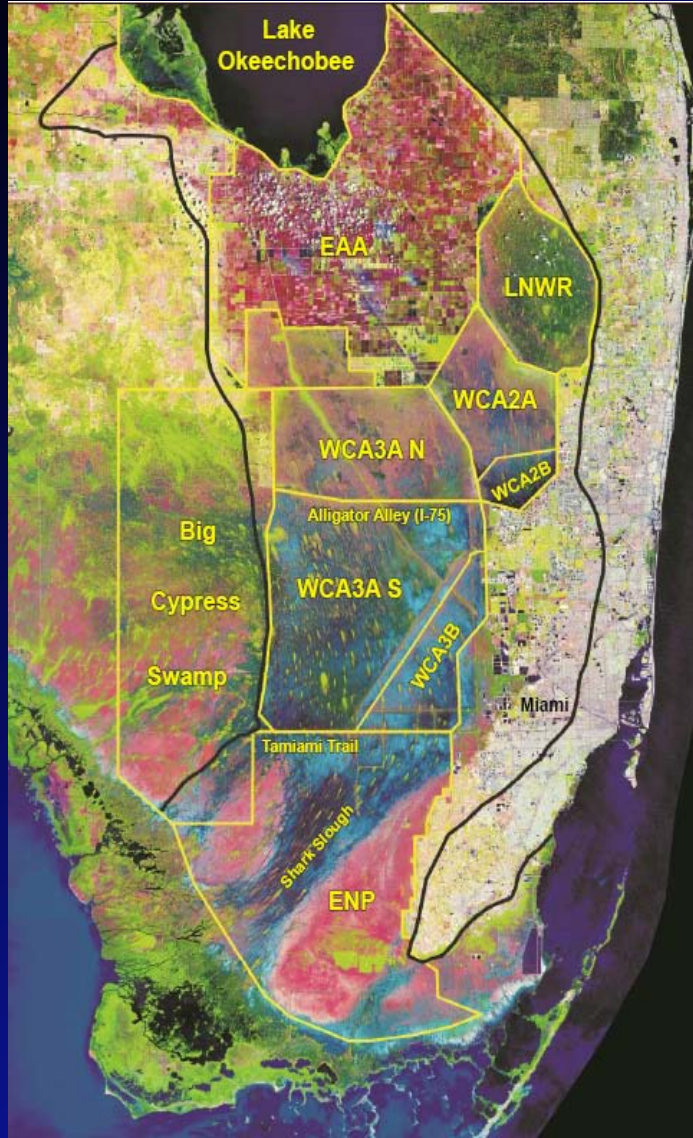 Lake
Okeechobee
EAA
LNWR
WCA2A
WCA3A N
WCA2B
Alligator Alley (I-75)
Big
WCA3A S
Cypress
WCA3B
Swamp
Miami
Tamiami Trail
Shark Slough
ENP